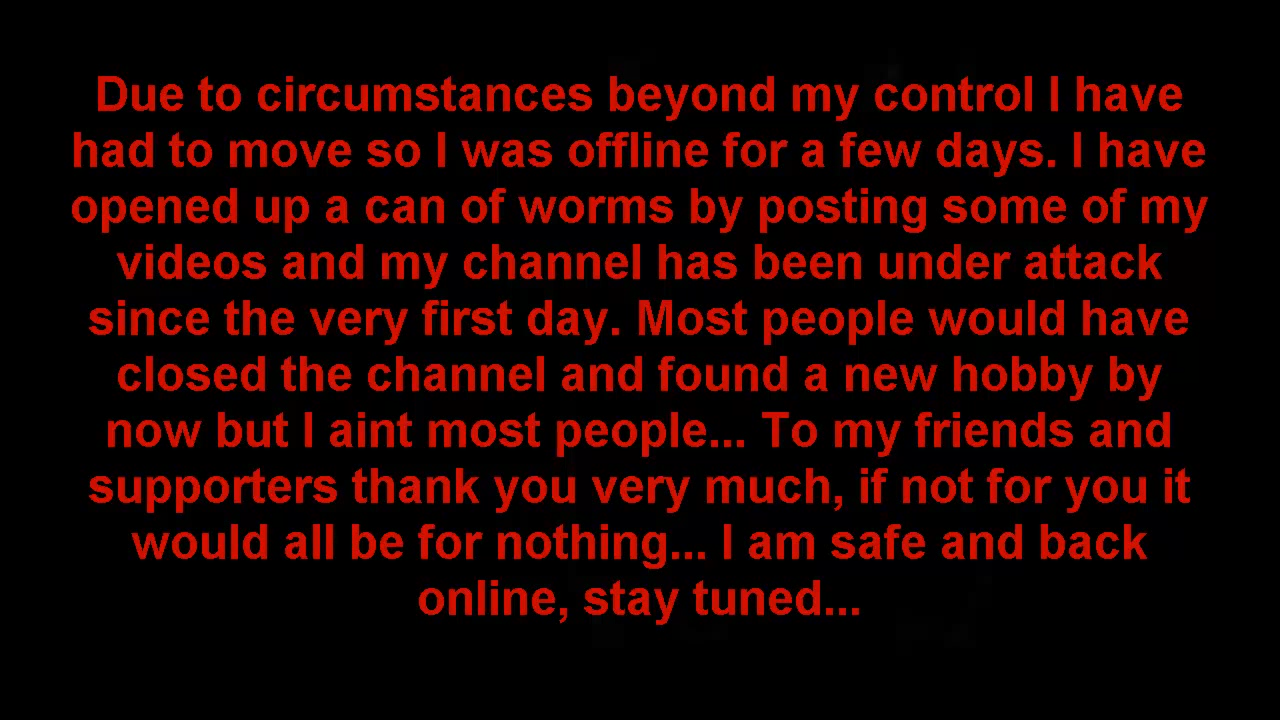 Due to circumstances beyond my control I have
had to move so I was offline for a few days. I have
opened up a can of worms by posting some of my
videos and my channel has been under attack
since the very first day. Most people would have
closed the channel and found a new hobby by
now but I aint most people... To my friends and
supporters thank you very much, if not for you it
would all be for nothing... I am safe and back
online, stay tuned...